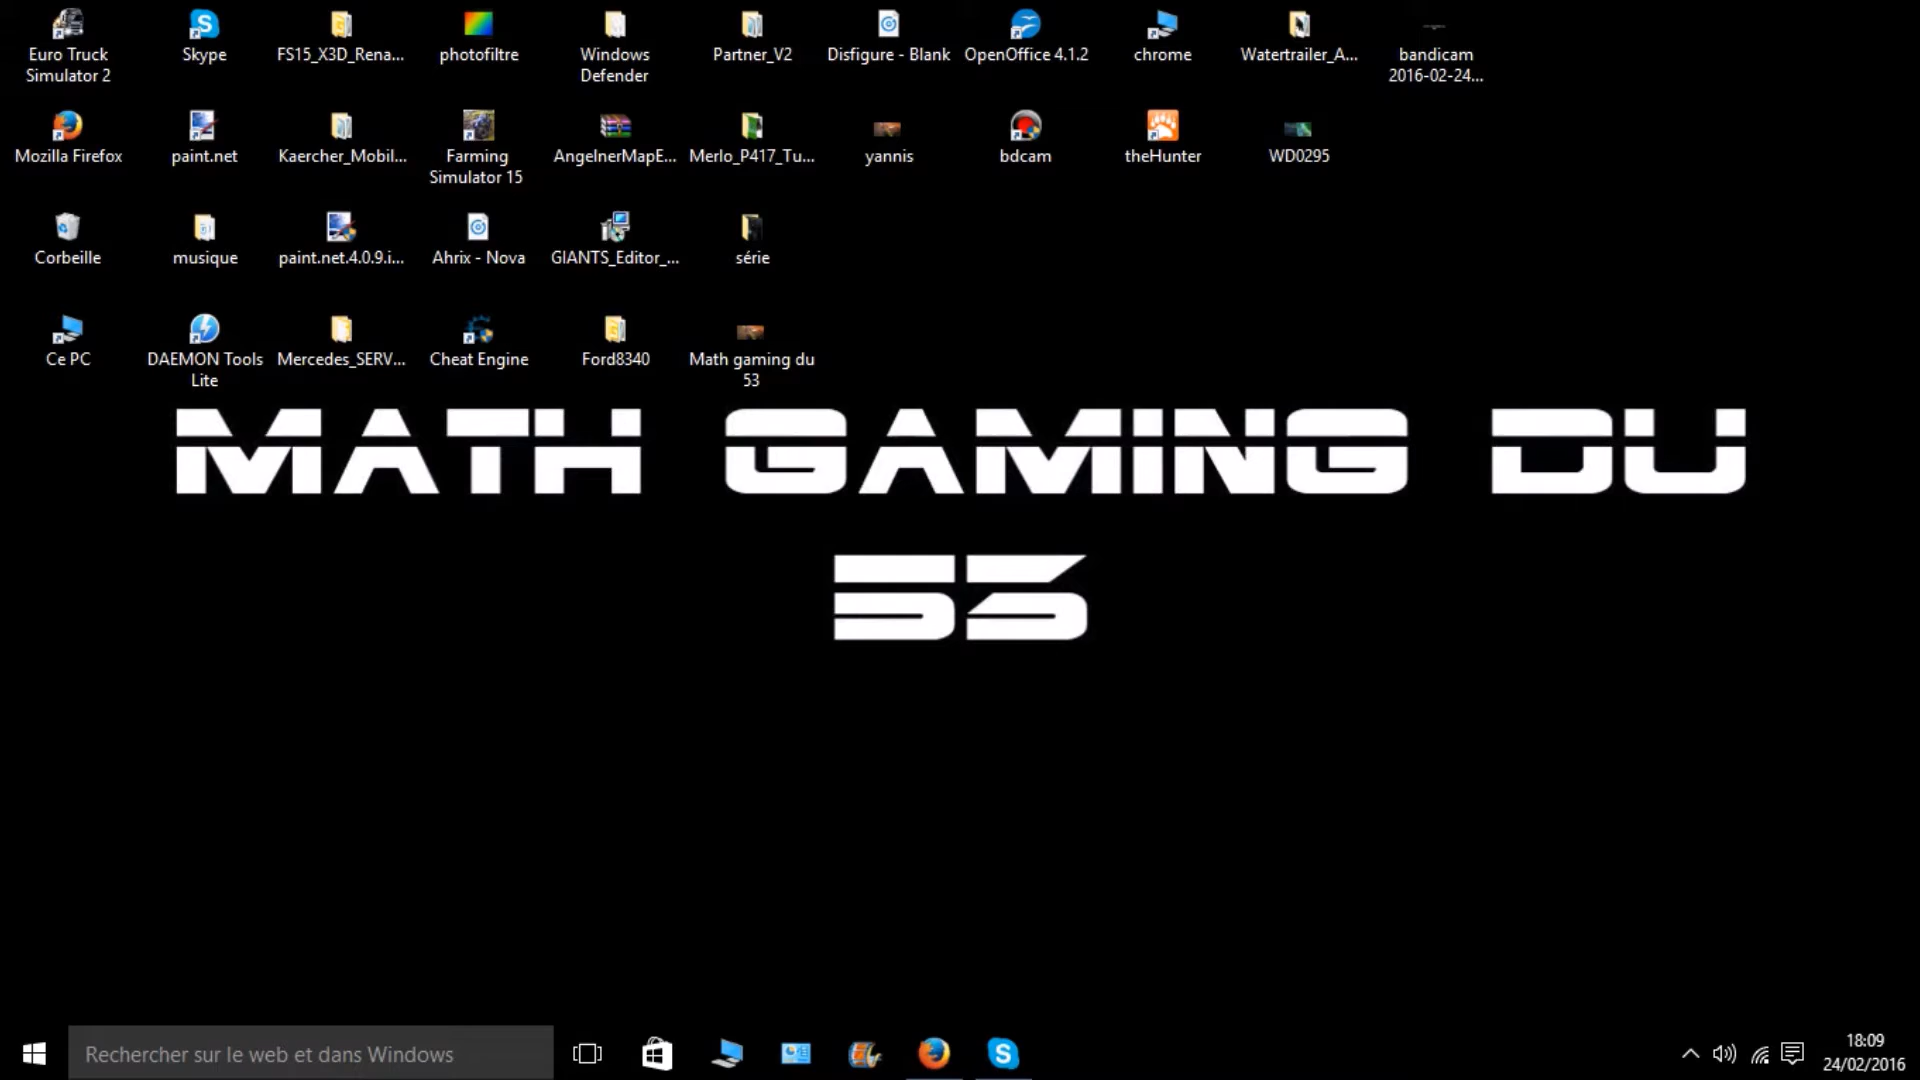 Euro Truck
Simulator 2
Skype
FS15_X3D_Rena...
photofiltre
Windows
Defender
Partner_V2
Disfigure - Blank
OpenOffice 4.1.2
chrome
Watertrailer_A...
bandicam
2016-02-24...
Mozilla Firefox
paint.net
Kaercher_Mobil...
Farming
Simulator 15
AngelnerMapE...
Merlo_P417_Tu...
yannis
bdcam
theHunter
WD0295
Corbeille
musique
paint.net.4.0.9.i...
Ahrix - Nova
GIANTS_Editor_...
série
Ce PC
DAEMON Tools
Lite
Mercedes_SERV...
Cheat Engine
Ford8340
Math gaming du
53
MATH GAMING DU
53
Rechercher sur le web et dans Windows
18:09
24/02/2016